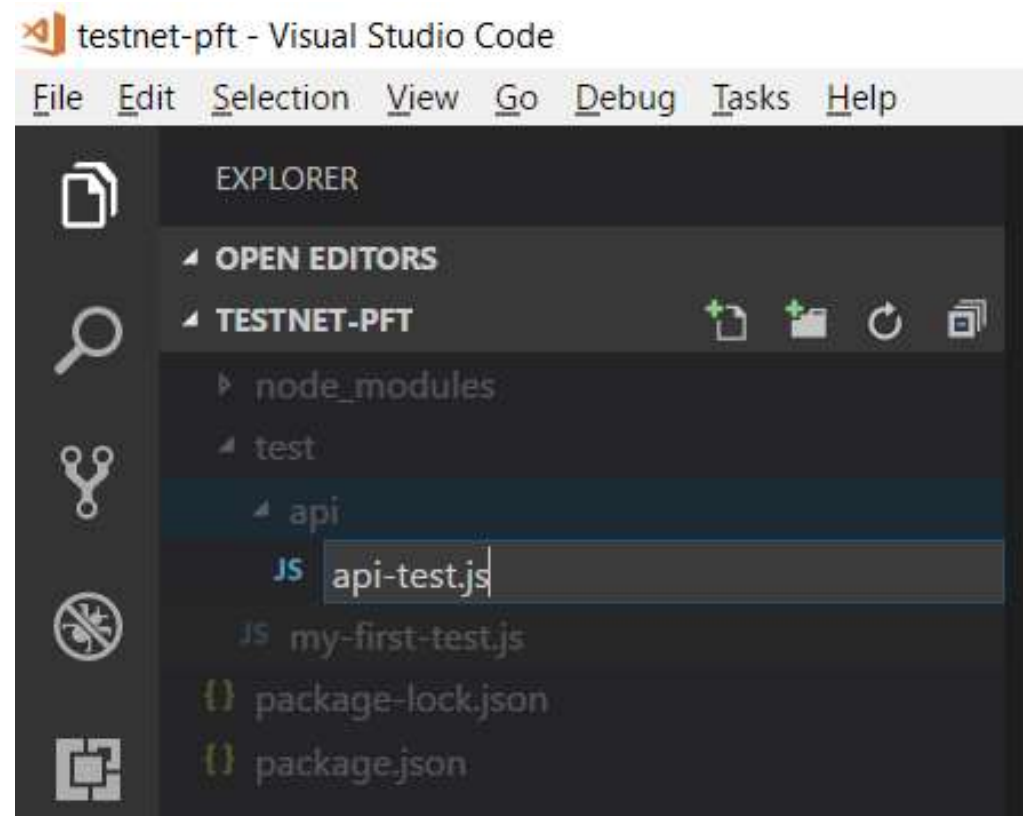 testnet-pft - Visual Studio Code
File Edit Selection View Go Debug Tasks Help
EXPLORER
OPEN EDITORS
TESTNET-PFT
node_modules
test
api
JS api-test.js
JS my-first-test.js
{} package-lock.json
{} package.json